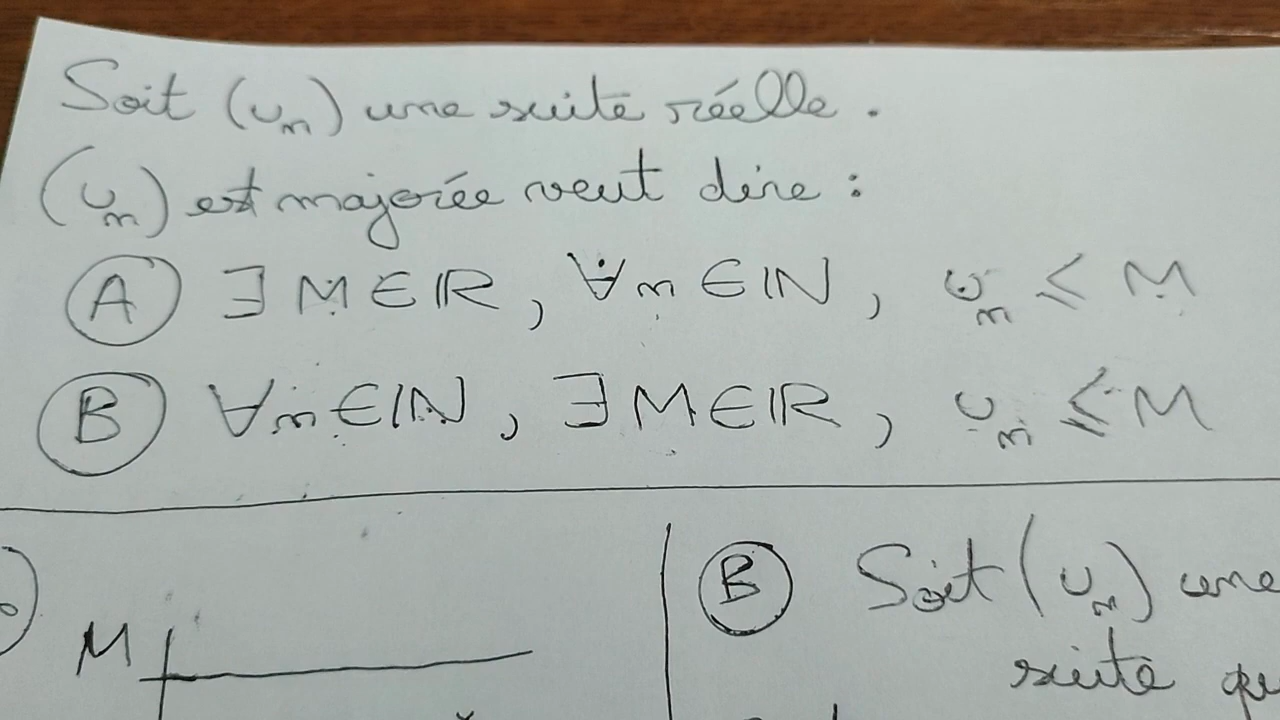 Soit (un) une suite réelle.
(un) est majorée veut dire :
A ∃ M ∈ ℝ, ∀n ∈ ℕ, un ≤ M
B ∀n ∈ ℕ, ∃ M ∈ ℝ, un ≤ M
M
B Soit (un) une
suite